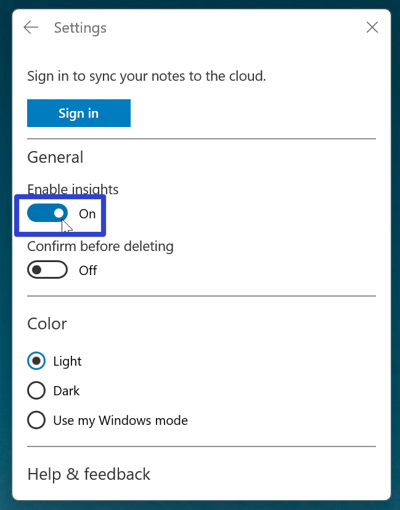 Settings
Sign in to sync your notes to the cloud.
Sign in
General
Enable insights
On
Confirm before deleting
Off
Color
Light
Dark
Use my Windows mode
Help & feedback